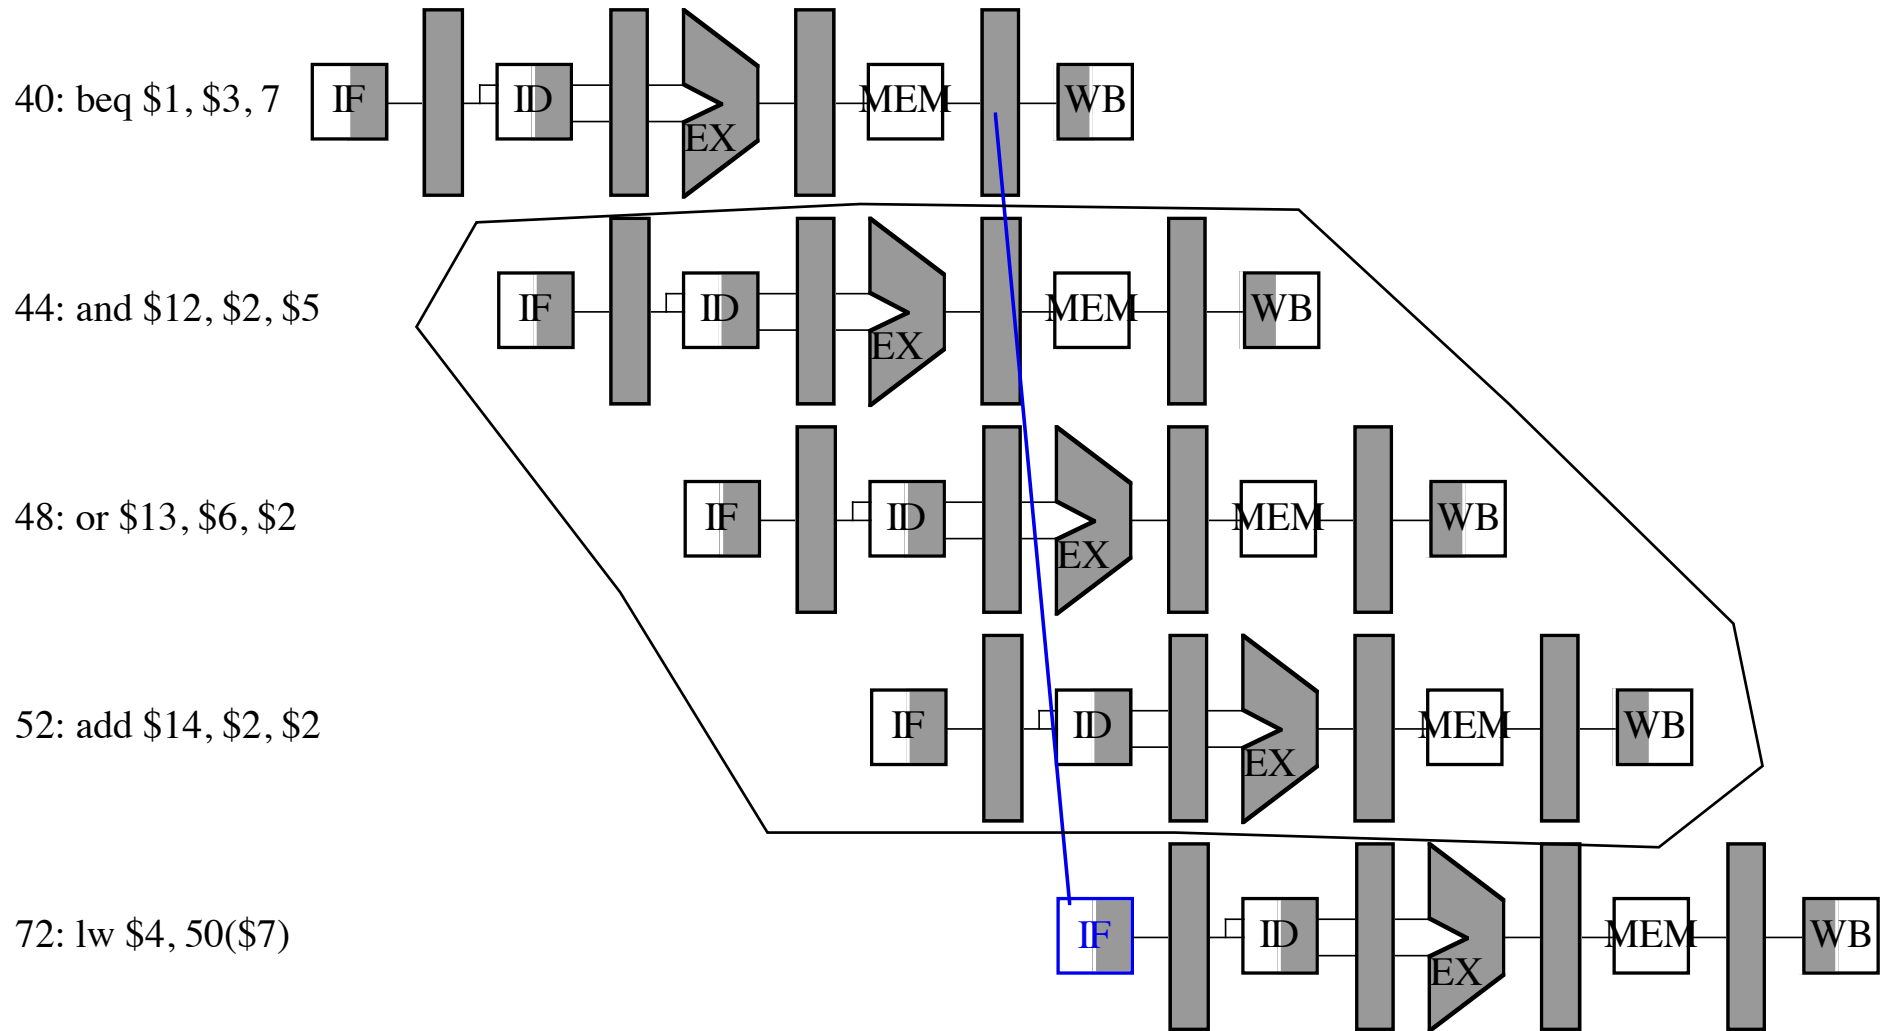 40: beq $1, $3, 7 IF ID EX MEM WB
44: and $12, $2, $5 IF ID EX MEM WB
48: or $13, $6, $2 IF ID EX MEM WB
52: add $14, $2, $2 IF ID EX MEM WB
72: lw $4, 50($7) IF ID EX MEM WB